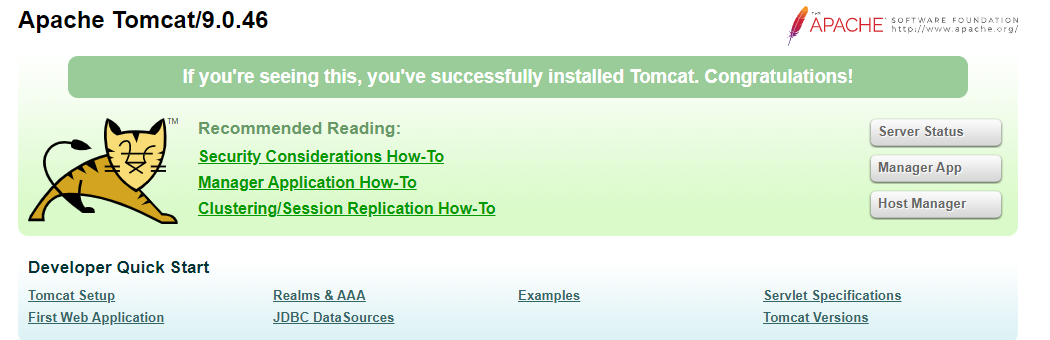 Apache Tomcat/9.0.46
THE
APACHE
SOFTWARE FOUNDATION
http://www.apache.org/
If you're seeing this, you've successfully installed Tomcat. Congratulations!
TM
Recommended Reading:
Security Considerations How-To
Manager Application How-To
Clustering/Session Replication How-To
Server Status
Manager App
Host Manager
Developer Quick Start
Tomcat Setup
First Web Application
Realms & AAA
JDBC DataSources
Examples
Servlet Specifications
Tomcat Versions